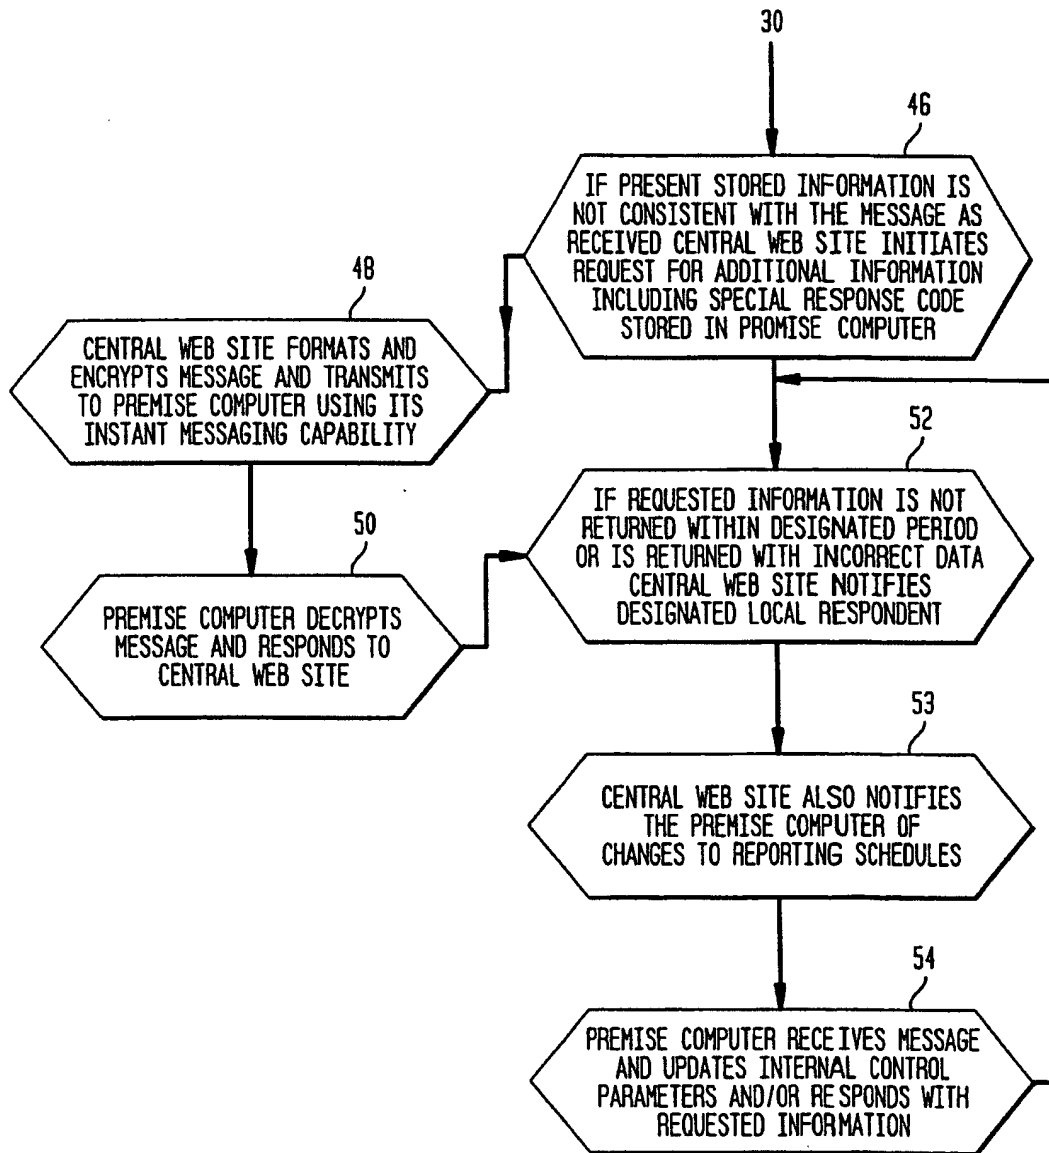 30
46
IF PRESENT STORED INFORMATION IS
NOT CONSISTENT WITH THE MESSAGE AS
RECEIVED CENTRAL WEB SITE INITIATES
REQUEST FOR ADDITIONAL INFORMATION
INCLUDING SPECIAL RESPONSE CODE
STORED IN PROMISE COMPUTER
48
CENTRAL WEB SITE FORMATS AND
ENCRYPTS MESSAGE AND TRANSMITS
TO PREMISE COMPUTER USING ITS
INSTANT MESSAGING CAPABILITY
50
PREMISE COMPUTER DECRYPTS
MESSAGE AND RESPONDS TO
CENTRAL WEB SITE
52
IF REQUESTED INFORMATION IS NOT
RETURNED WITHIN DESIGNATED PERIOD
OR IS RETURNED WITH INCORRECT DATA
CENTRAL WEB SITE NOTIFIES
DESIGNATED LOCAL RESPONDENT
53
CENTRAL WEB SITE ALSO NOTIFIES
THE PREMISE COMPUTER OF
CHANGES TO REPORTING SCHEDULES
54
PREMISE COMPUTER RECEIVES MESSAGE
AND UPDATES INTERNAL CONTROL
PARAMETERS AND/OR RESPONDS WITH
REQUESTED INFORMATION